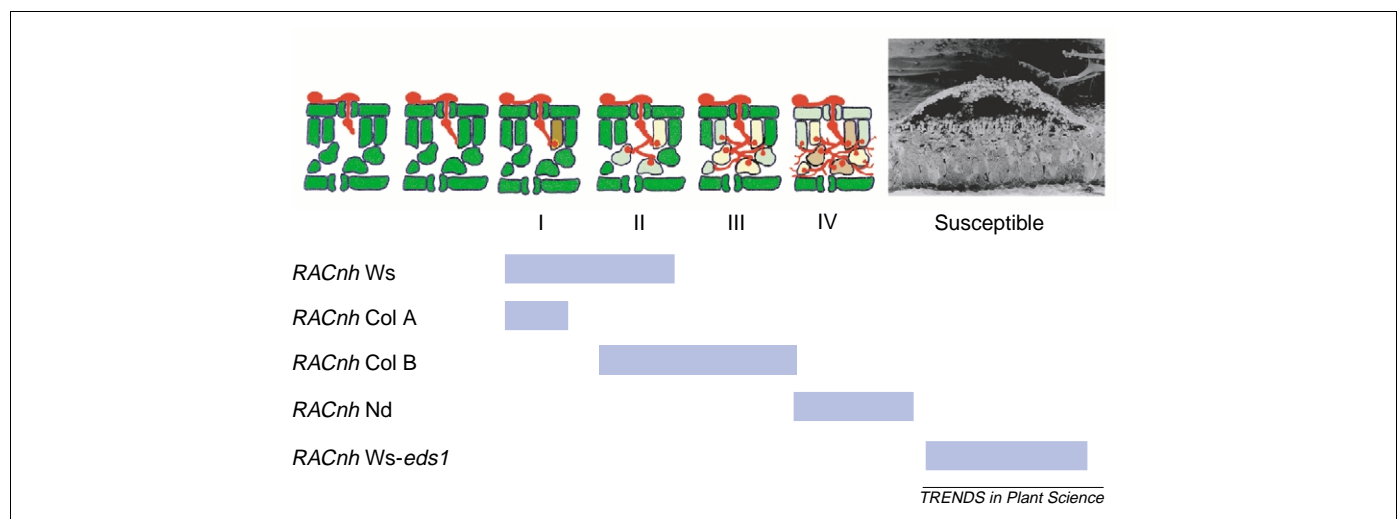 I II III IV Susceptible
RACnh Ws
RACnh Col A
RACnh Col B
RACnh Nd
RACnh Ws-eds1
TRENDS in Plant Science